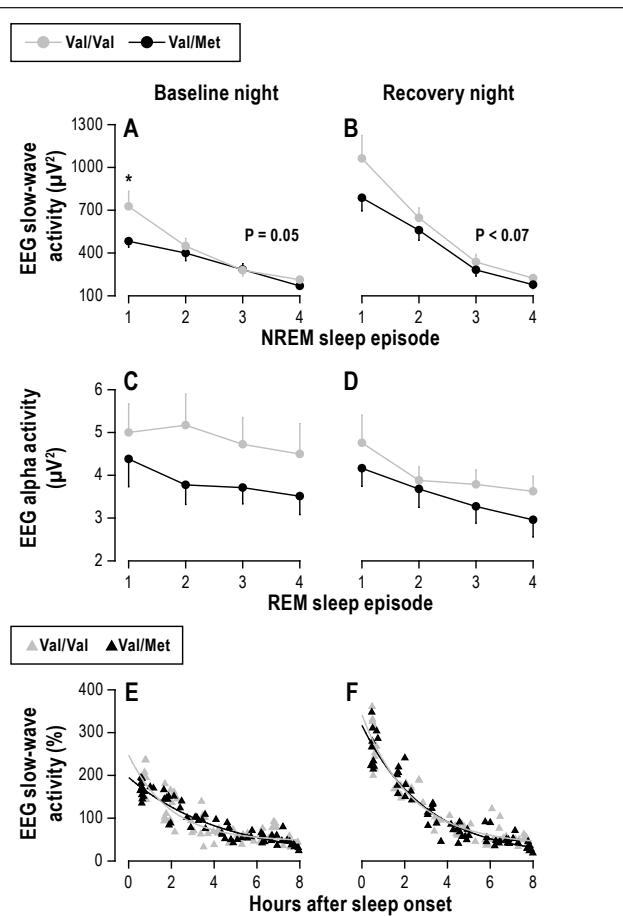 Val/Val Val/Met
Baseline night Recovery night
A B
EEG slow-wave
activity (μV²)
1300
1000
700
400
100
*
P = 0.05 P < 0.07
1 2 3 4 1 2 3 4
NREM sleep episode
C D
EEG alpha activity
(μV²)
6
5
4
3
2
1 2 3 4 1 2 3 4
REM sleep episode
Val/Val Val/Met
E F
EEG slow-wave
activity (%)
400
300
200
100
0
0 2 4 6 8 0 2 4 6 8
Hours after sleep onset